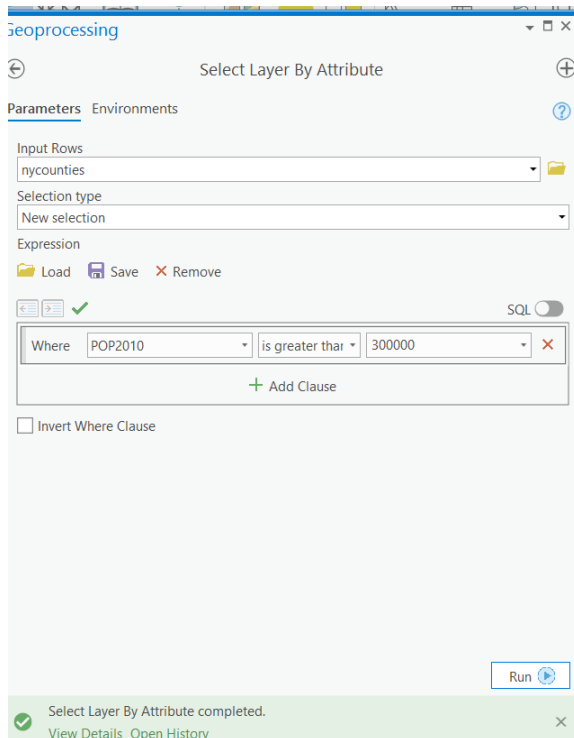 Geoprocessing
Select Layer By Attribute
Parameters Environments
Input Rows
nycounties
Selection type
New selection
Expression
Load Save Remove
SQL
Where POP2010 is greater than 300000
Add Clause
Invert Where Clause
Run
Select Layer By Attribute completed.
View Details Open History